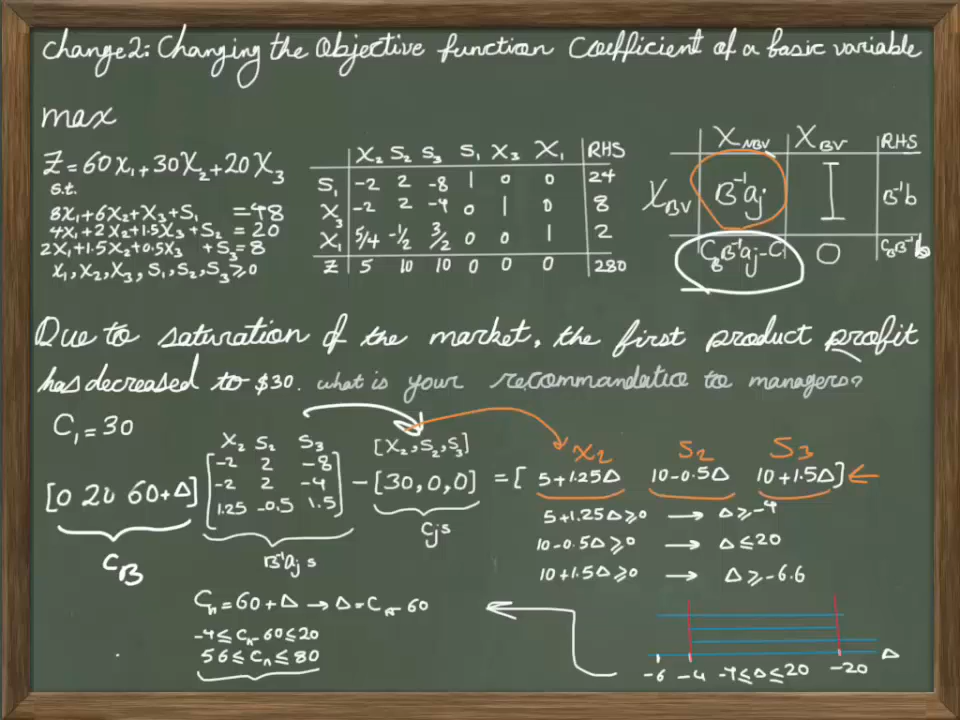 Change2: Changing the Objective function Coefficient of a basic variable
max
Z = 60x1 + 30X2 + 20X3
s.t.
8X1 + 6X2 + X3 + S1 = 48
4X1 + 2X2 + 1.5X3 + S2 = 20
2X1 + 1.5X2 + 0.5X3 + S3 = 8
X1, X2, X3, S1, S2, S3 ≥ 0
X2 S2 S3 S1 X3 X1 RHS
S1 -2 2 -8 1 0 0 24
X3 -2 2 -4 0 1 0 8
X1 5/4 -1/2 3/2 0 0 1 2
Z 5 10 10 0 0 0 280
XNBV XBV RHS
XBV B⁻¹aj I B⁻¹b
CBB⁻¹aj-Cj 0 CBB⁻¹b
Due to saturation of the market, the first product profit
has decreased to $30. what is your recommandatice to managers?
C1 = 30
X2 S2 S3
[X2, S2, S3]
X2 S2 S3
[0 20 60+Δ] [-2 2 -8
-2 2 -4
1.25 -0.5 1.5] - [30, 0, 0] = [5+1.25Δ 10-0.5Δ 10+1.5Δ] ←
CB B⁻¹aj s Cjs
5+1.25Δ ≥ 0 → Δ ≥ -4
10-0.5Δ ≥ 0 → Δ ≤ 20
10+1.5Δ ≥ 0 → Δ ≥ -6.6
Cn = 60 + Δ → Δ = Cn - 60
-4 ≤ Cn - 60 ≤ 20
56 ≤ Cn ≤ 80
-6 -4 -4 ≤ Δ ≤ 20 -20 Δ